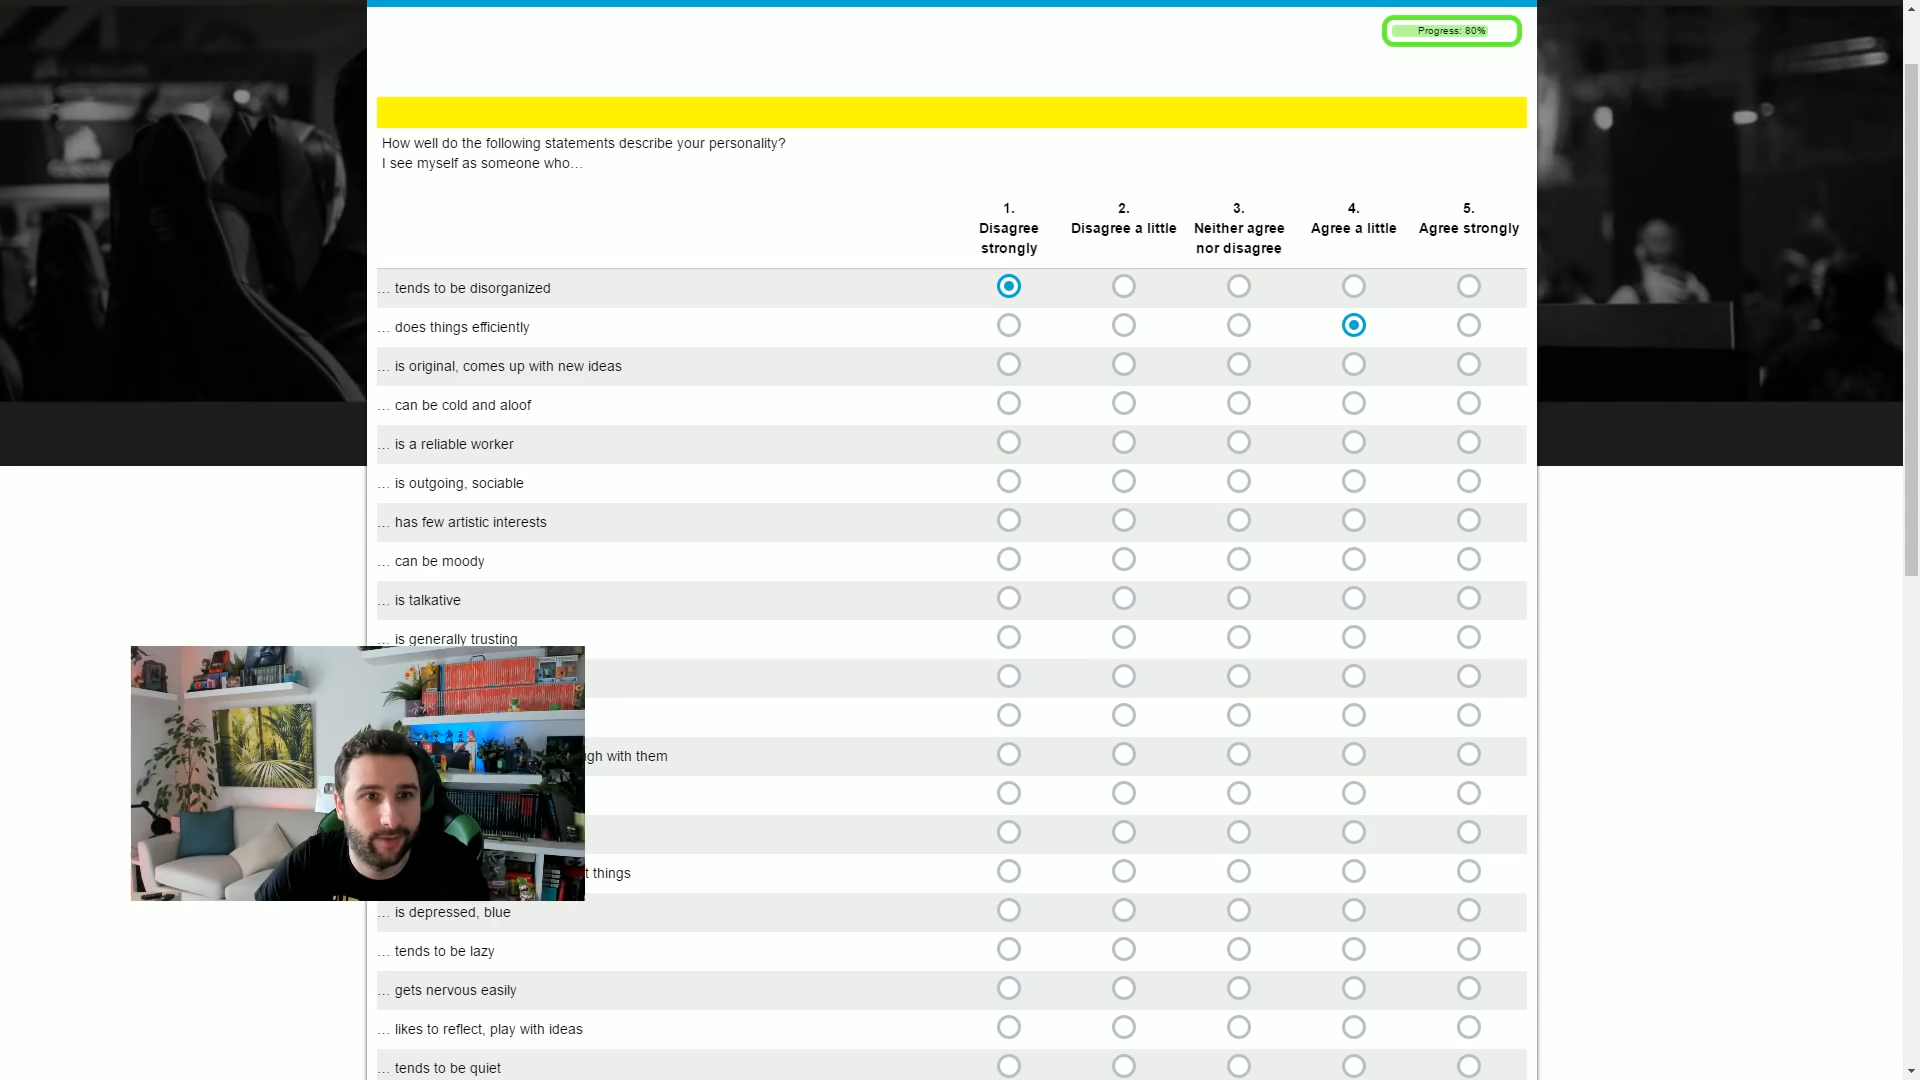 Progress: 80%
How well do the following statements describe your personality?
I see myself as someone who…
1. Disagree strongly
2. Disagree a little
3. Neither agree nor disagree
4. Agree a little
5. Agree strongly
… tends to be disorganized
… does things efficiently
… is original, comes up with new ideas
… can be cold and aloof
… is a reliable worker
… is outgoing, sociable
… has few artistic interests
… can be moody
… is talkative
… is generally trusting
with them
things
… is depressed, blue
… tends to be lazy
… gets nervous easily
… likes to reflect, play with ideas
… tends to be quiet